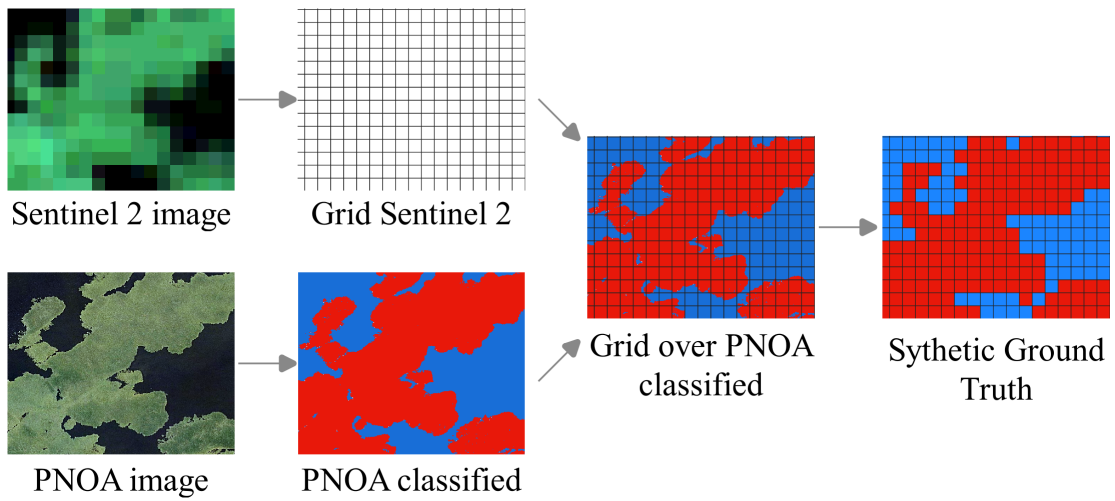 Sentinel 2 image
Grid Sentinel 2
PNOA image
PNOA classified
Grid over PNOA
classified
Sythetic Ground
Truth